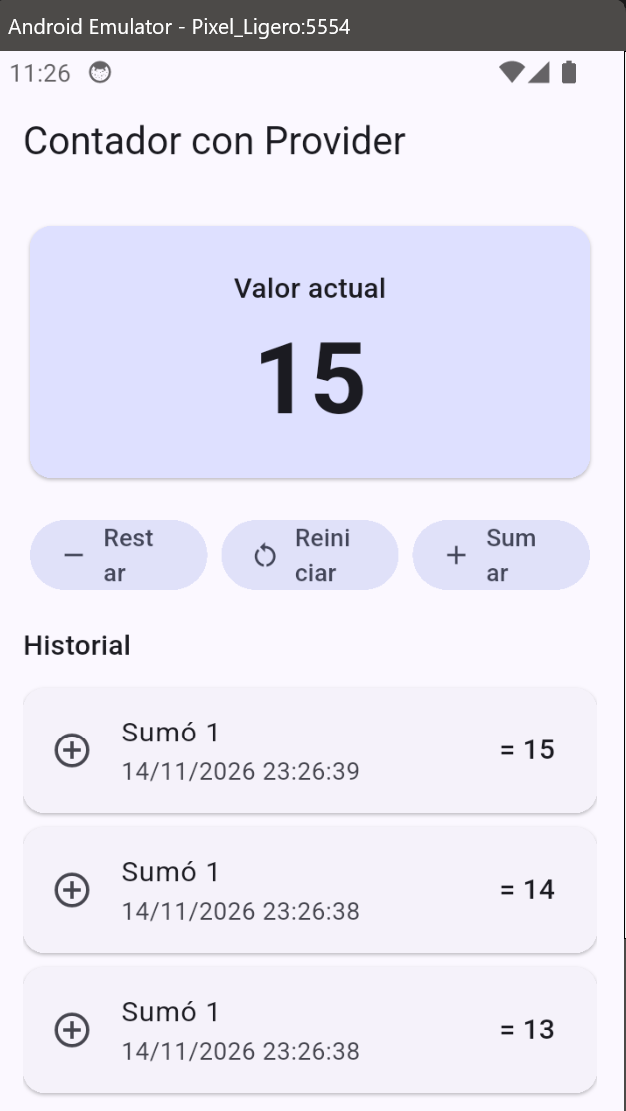 Android Emulator - Pixel_Ligero:5554
11:26
Contador con Provider
Valor actual
15
Rest
ar
Reini
ciar
Sum
ar
Historial
Sumó 1
14/11/2026 23:26:39
= 15
Sumó 1
14/11/2026 23:26:38
= 14
Sumó 1
14/11/2026 23:26:38
= 13